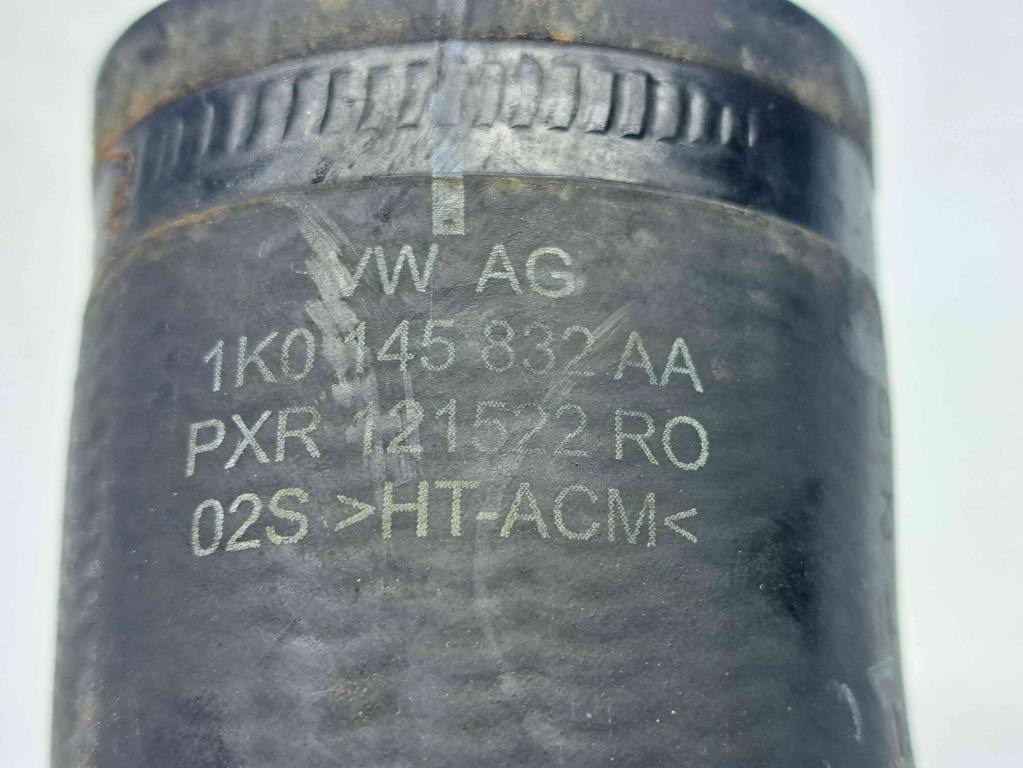 VW AG
1K0 145 832 AA
PXR 121522 RO
02S >HT-ACM<